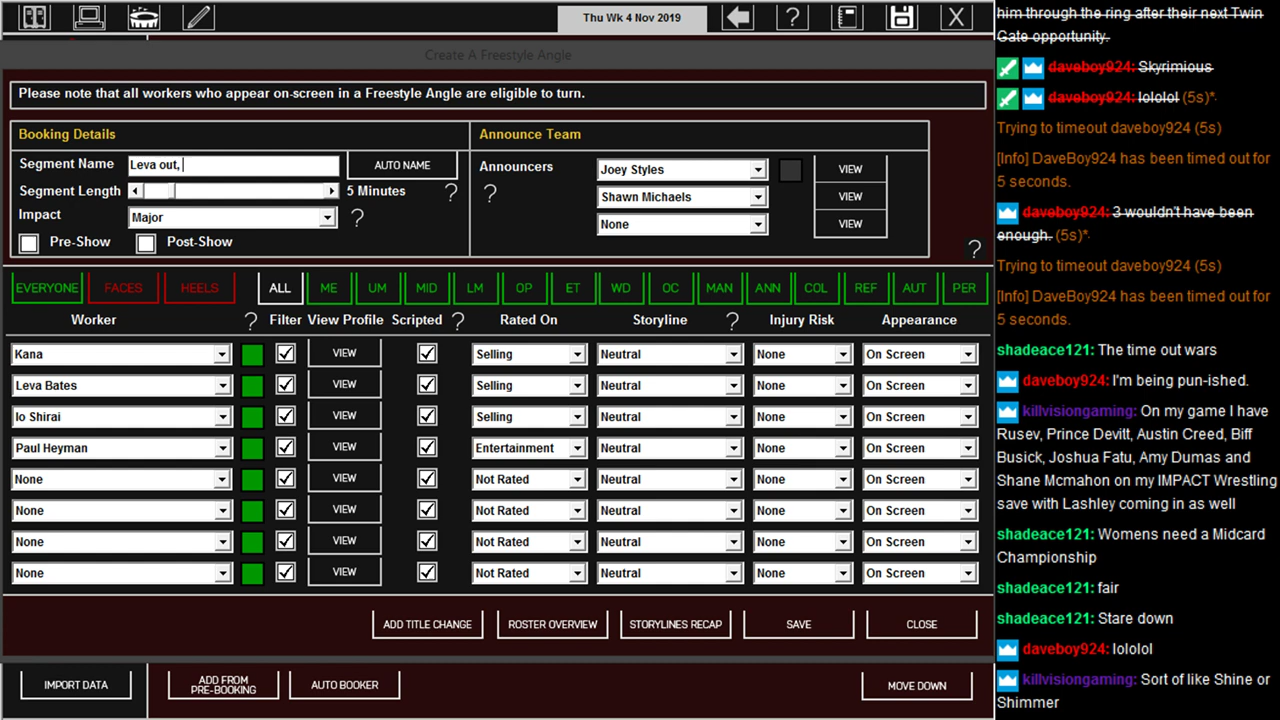 Thu Wk 4 Nov 2019
Create A Freestyle Angle
Please note that all workers who appear on-screen in a Freestyle Angle are eligible to turn.
Booking Details
Segment Name Leva out, AUTO NAME
Segment Length 5 Minutes ?
Impact Major ?
Pre-Show Post-Show
Announce Team
Announcers Joey Styles VIEW
? Shawn Michaels VIEW
None VIEW
?
EVERYONE FACES HEELS ALL ME UM MID LM OP ET WD OC MAN ANN COL REF AUT PER
Worker ? Filter View Profile Scripted ? Rated On Storyline ? Injury Risk Appearance
Kana VIEW Selling Neutral None On Screen
Leva Bates VIEW Selling Neutral None On Screen
Io Shirai VIEW Selling Neutral None On Screen
Paul Heyman VIEW Entertainment Neutral None On Screen
None VIEW Not Rated Neutral None On Screen
None VIEW Not Rated Neutral None On Screen
None VIEW Not Rated Neutral None On Screen
None VIEW Not Rated Neutral None On Screen
ADD TITLE CHANGE ROSTER OVERVIEW STORYLINES RECAP SAVE CLOSE
IMPORT DATA ADD FROM PRE-BOOKING AUTO BOOKER MOVE DOWN
him through the ring after their next Twin
Gate opportunity.
daveboy924: Skyrimious
daveboy924: lololol (5s)*
Trying to timeout daveboy924 (5s)
[Info] DaveBoy924 has been timed out for
5 seconds.
daveboy924: 3 wouldn't have been
enough. (5s)*
Trying to timeout daveboy924 (5s)
[Info] DaveBoy924 has been timed out for
5 seconds.
shadeace121: The time out wars
daveboy924: I'm being pun-ished.
killvisiongaming: On my game I have
Rusev, Prince Devitt, Austin Creed, Biff
Busick, Joshua Fatu, Amy Dumas and
Shane Mcmahon on my IMPACT Wrestling
save with Lashley coming in as well
shadeace121: Womens need a Midcard
Championship
shadeace121: fair
shadeace121: Stare down
daveboy924: lololol
killvisiongaming: Sort of like Shine or
Shimmer